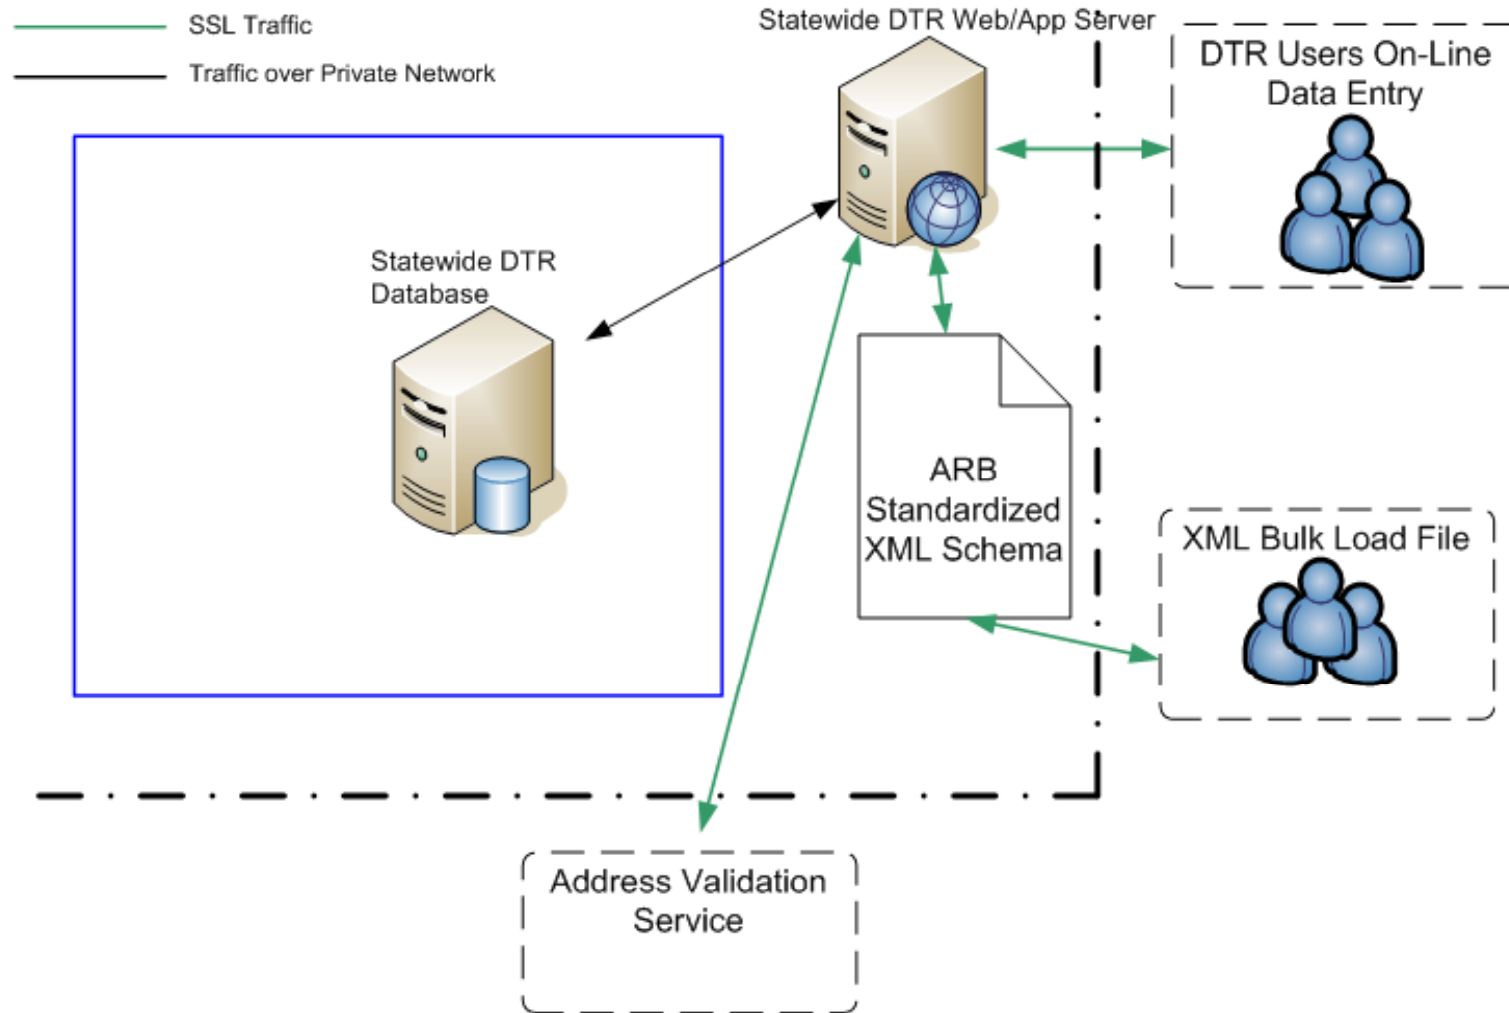 SSL Traffic
Traffic over Private Network
Statewide DTR Web/App Server
DTR Users On-Line
Data Entry
Statewide DTR
Database
ARB
Standardized
XML Schema
XML Bulk Load File
Address Validation
Service